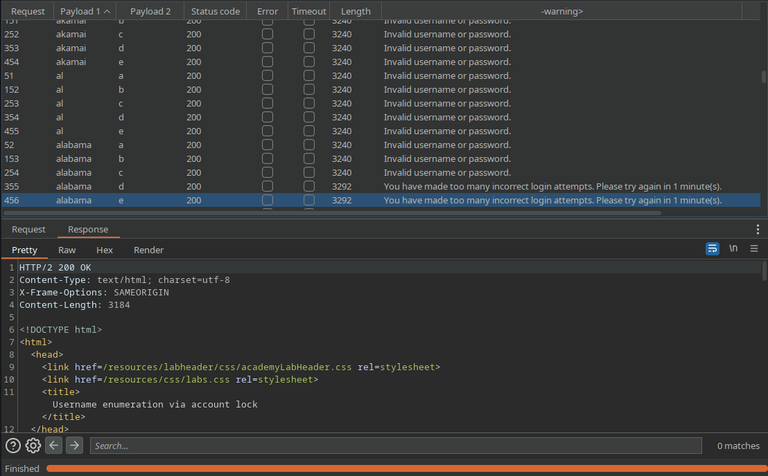 Request Payload 1 Payload 2 Status code Error Timeout Length -warning>
151 akamai b 200 3240 Invalid username or password.
252 akamai c 200 3240 Invalid username or password.
353 akamai d 200 3240 Invalid username or password.
454 akamai e 200 3240 Invalid username or password.
51 al a 200 3240 Invalid username or password.
152 al b 200 3240 Invalid username or password.
253 al c 200 3240 Invalid username or password.
354 al d 200 3240 Invalid username or password.
455 al e 200 3240 Invalid username or password.
52 alabama a 200 3240 Invalid username or password.
153 alabama b 200 3240 Invalid username or password.
254 alabama c 200 3240 Invalid username or password.
355 alabama d 200 3292 You have made too many incorrect login attempts. Please try again in 1 minute(s).
456 alabama e 200 3292 You have made too many incorrect login attempts. Please try again in 1 minute(s).
Request Response
Pretty Raw Hex Render \n
1 HTTP/2 200 OK
2 Content-Type: text/html; charset=utf-8
3 X-Frame-Options: SAMEORIGIN
4 Content-Length: 3184
5
6 <!DOCTYPE html>
7 <html>
8 <head>
9 <link href=/resources/labheader/css/academyLabHeader.css rel=stylesheet>
10 <link href=/resources/css/labs.css rel=stylesheet>
11 <title>
Username enumeration via account lock
</title>
12 </head>
Search... 0 matches
Finished